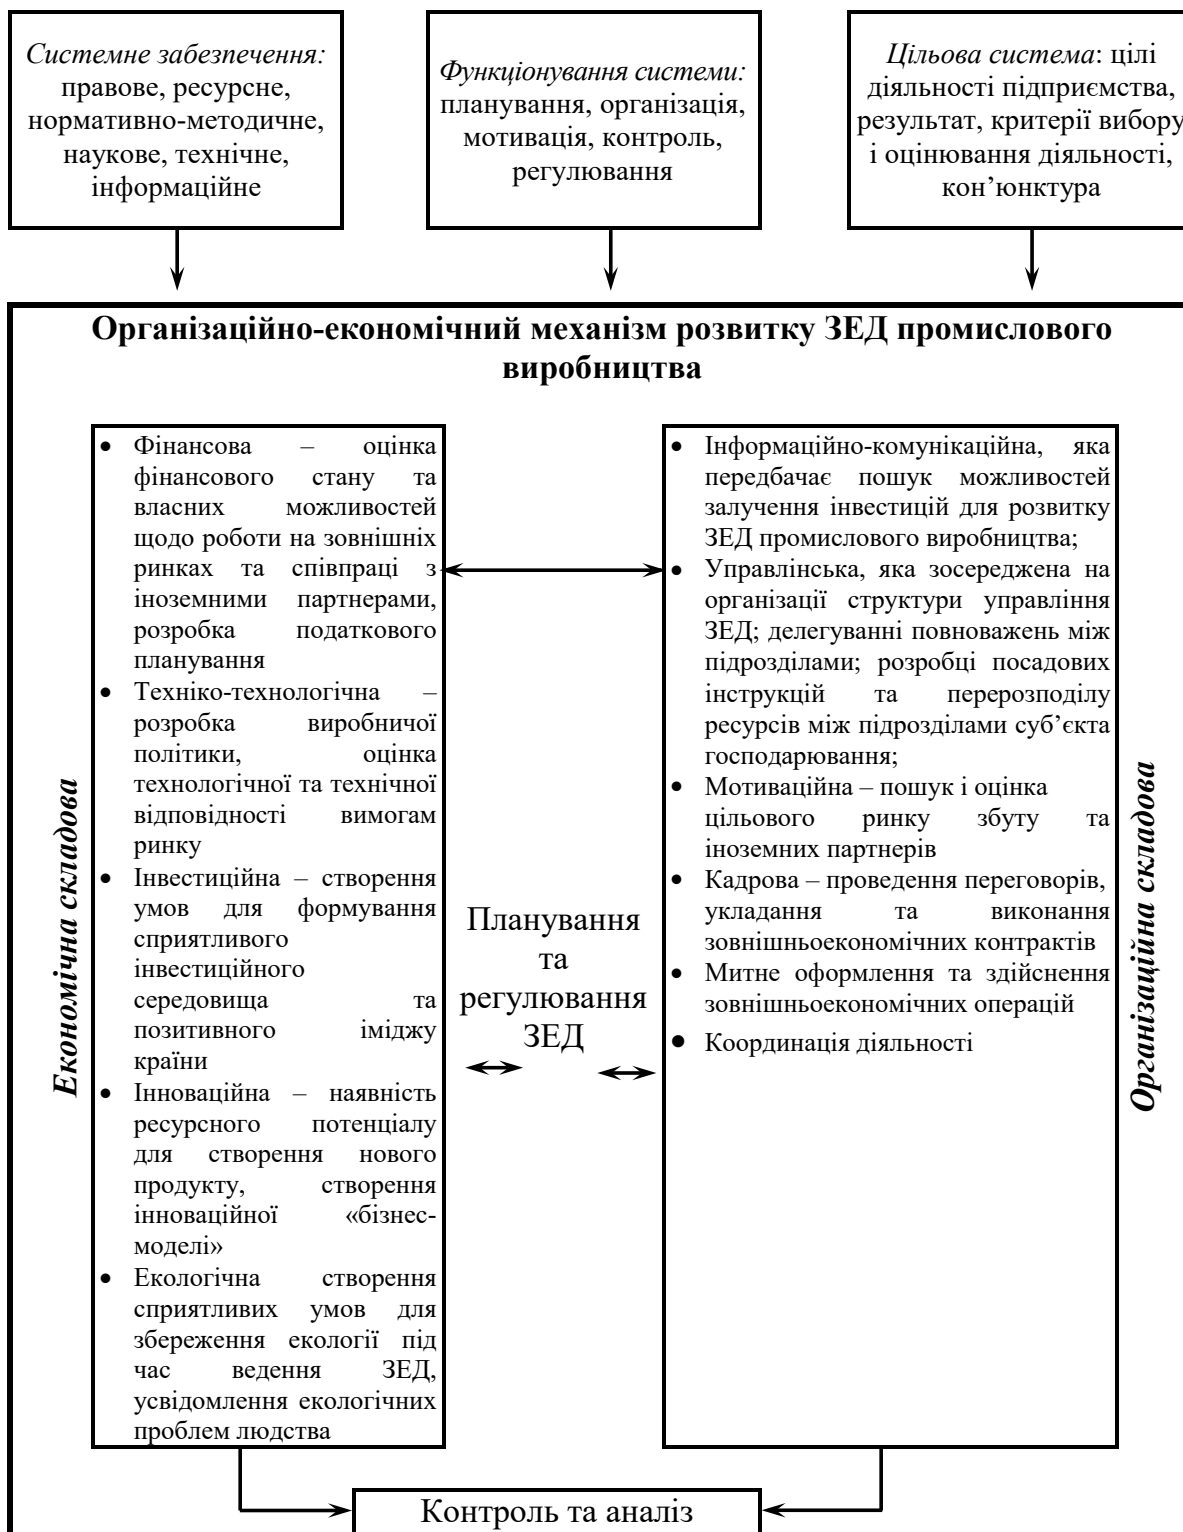 Системне забезпечення:
правове, ресурсне,
нормативно-методичне,
наукове, технічне,
інформаційне
Функціонування системи:
планування, організація,
мотивація, контроль,
регулювання
Цільова система: цілі
діяльності підприємства,
результат, критерії вибору
і оцінювання діяльності,
кон’юнктура
Організаційно-економічний механізм розвитку ЗЕД промислового
виробництва
Економічна складова
• Фінансова – оцінка
фінансового стану та
власних можливостей
щодо роботи на зовнішніх
ринках та співпраці з
іноземними партнерами,
розробка податкового
планування
• Техніко-технологічна –
розробка виробничої
політики, оцінка
технологічної та технічної
відповідності вимогам
ринку
• Інвестиційна – створення
умов для формування
сприятливого
інвестиційного
середовища та
позитивного іміджу
країни
• Інноваційна – наявність
ресурсного потенціалу
для створення нового
продукту, створення
інноваційної «бізнес-
моделі»
• Екологічна створення
сприятливих умов для
збереження екології під
час ведення ЗЕД,
усвідомлення екологічних
проблем людства
Планування
та
регулювання
ЗЕД
• Інформаційно-комунікаційна, яка
передбачає пошук можливостей
залучення інвестицій для розвитку
ЗЕД промислового виробництва;
• Управлінська, яка зосереджена на
організації структури управління
ЗЕД; делегуванні повноважень між
підрозділами; розробці посадових
інструкцій та перерозподілу
ресурсів між підрозділами суб’єкта
господарювання;
• Мотиваційна – пошук і оцінка
цільового ринку збуту та
іноземних партнерів
• Кадрова – проведення переговорів,
укладання та виконання
зовнішньоекономічних контрактів
• Митне оформлення та здійснення
зовнішньоекономічних операцій
• Координація діяльності
Організаційна складова
Контроль та аналіз